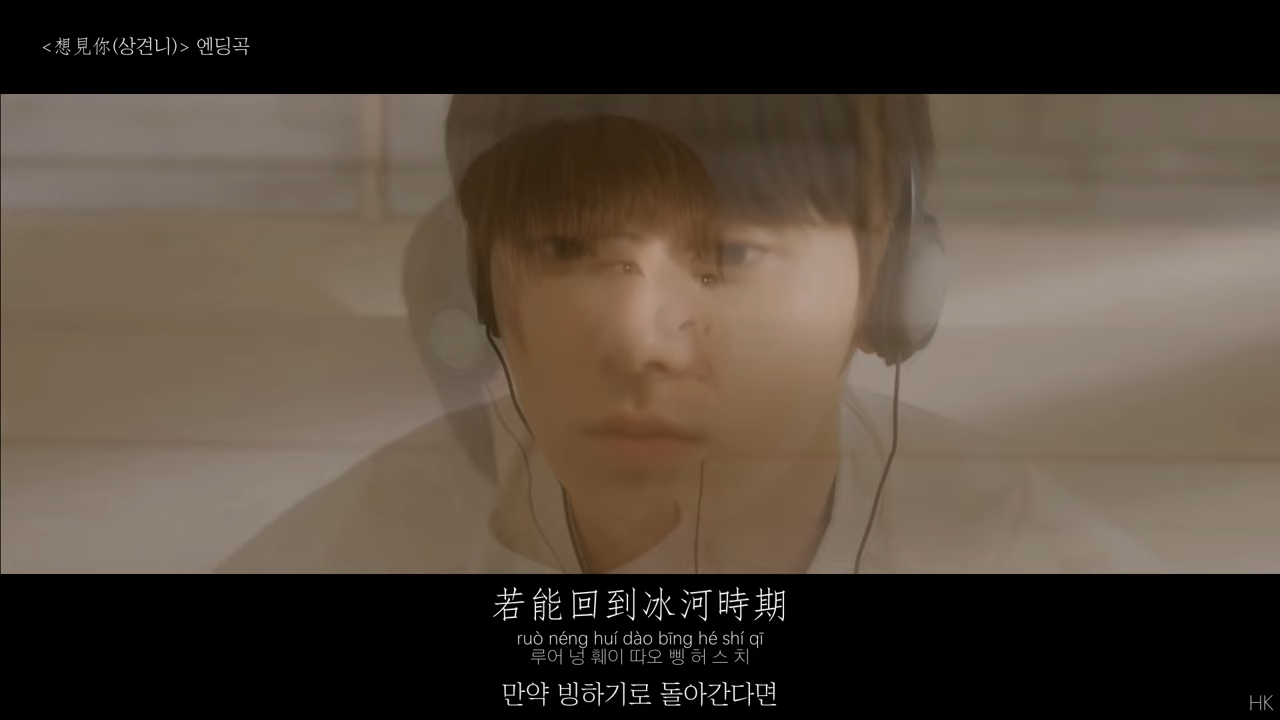 <想見你(상견니)> 엔딩곡
若能回到冰河時期
ruò néng huí dào bīng hé shí qī
루어 넝 훼이 따오 삥 허 스 치
만약 빙하기로 돌아간다면
HK